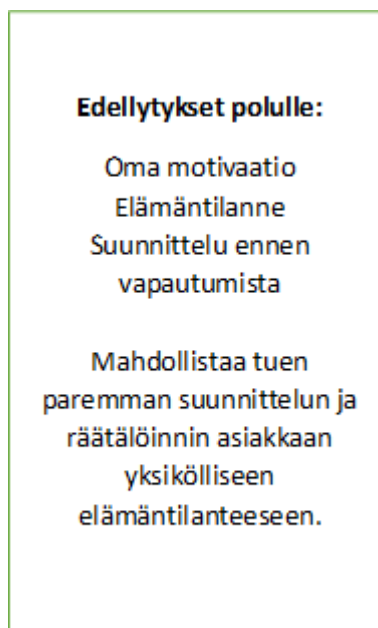 Edellytykset polulle:
Oma motivaatio
Elämäntilanne
Suunnittelu ennen
vapautumista
Mahdollistaa tuen
paremman suunnittelun ja
räätälöinnin asiakkaan
yksikölliseen
elämäntilanteeseen.